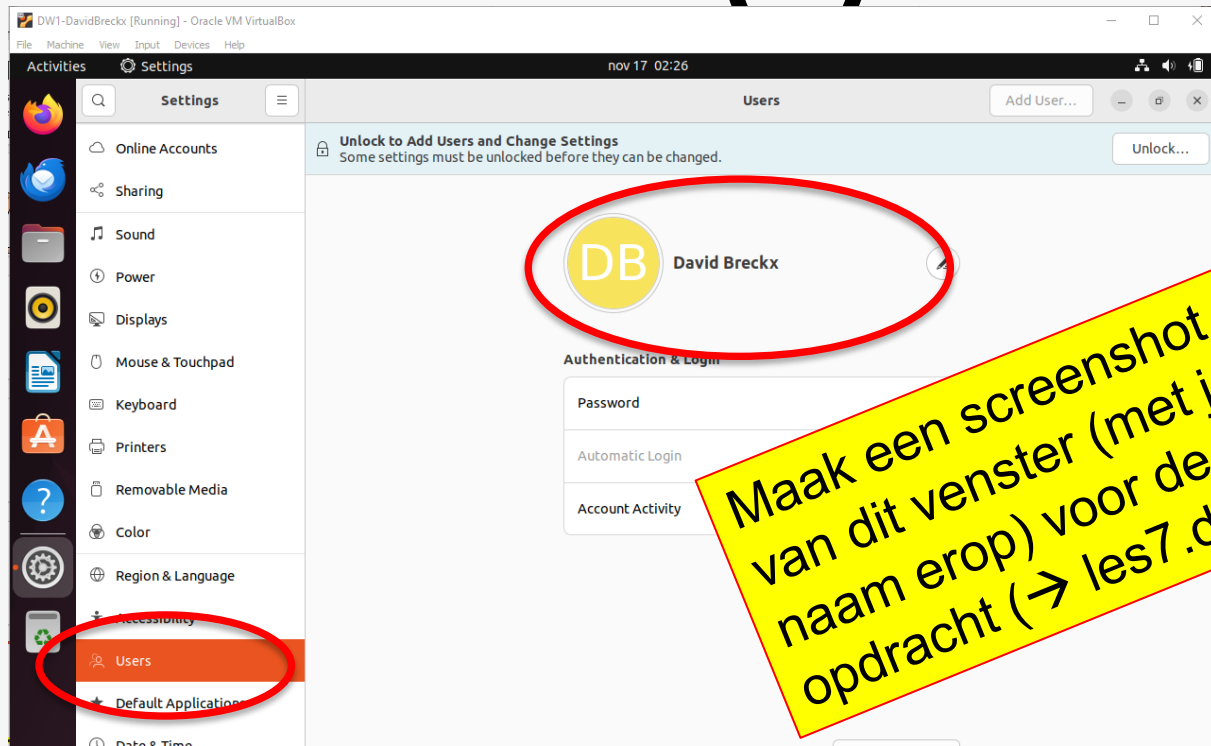 DW1-DavidBreckx [Running] - Oracle VM VirtualBox
File Machine View Input Devices Help
Activities Settings nov 17 02:26
Settings Users Add User...
Unlock to Add Users and Change Settings
Some settings must be unlocked before they can be changed.
Unlock...
Online Accounts
Sharing
Sound
Power
Displays
Mouse & Touchpad
Keyboard
Printers
Removable Media
Color
Region & Language
Accessibility
Users
Default Applications
Date & Time
DB David Breckx
Authentication & Login
Password
Automatic Login
Account Activity
Maak een screenshot
van dit venster (met
naam erop) voor de
opdracht (→ les7.d